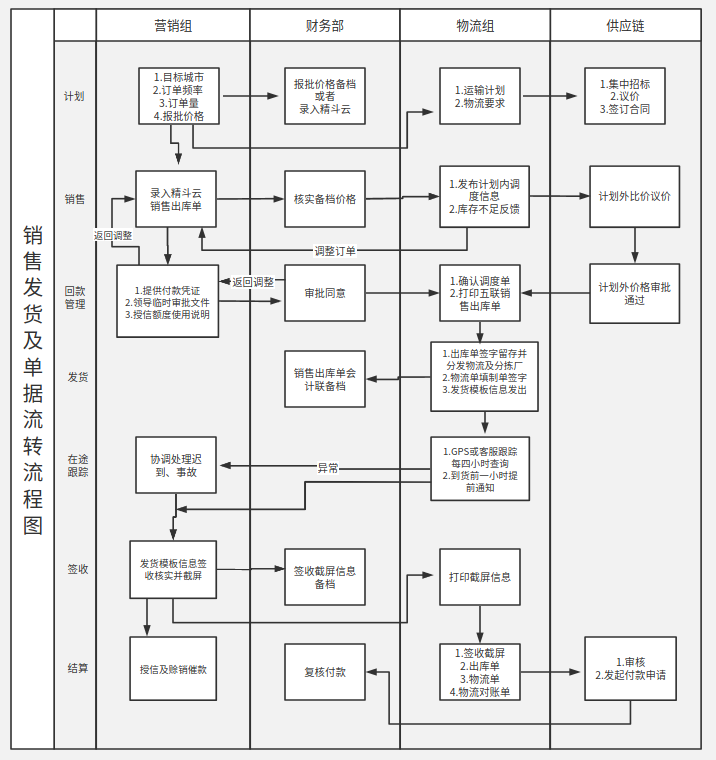 销售发货及单据流转流程图
营销组
财务部
物流组
供应链
计划
1.目标城市
2.订单频率
3.订单量
4.报批价格
报批价格备档
或者
录入精斗云
1.运输计划
2.物流要求
1.集中招标
2.议价
3.签订合同
销售
录入精斗云
销售出库单
核实备档价格
1.发布计划内调
度信息
2.库存不足反馈
计划外比价议价
返回调整
调整订单
回款
管理
1.提供付款凭证
2.领导临时审批文件
3.授信额度使用说明
返回调整
审批同意
1.确认调度单
2.打印五联销
售出库单
计划外价格审批
通过
发货
销售出库单会
计联备档
1.出库单签字留存并
分发物流及分拣厂
2.物流单填制单签字
3.发货模板信息发出
在途
跟踪
协调处理迟
到、事故
异常
1.GPS或客服跟踪
每四小时查询
2.到货前一小时提
前通知
签收
发货模板信息签
收核实并截屏
签收截屏信息
备档
打印截屏信息
结算
授信及赊销催款
复核付款
1.签收截屏
2.出库单
3.物流单
4.物流对账单
1.审核
2.发起付款申请